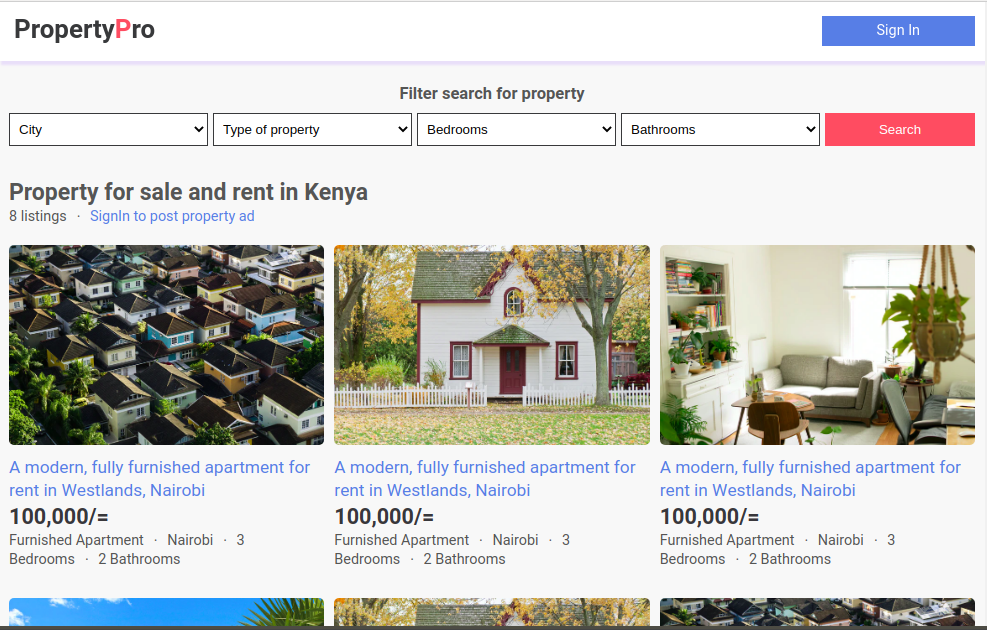 PropertyPro
Sign In
Filter search for property
City
Type of property
Bedrooms
Bathrooms
Search
Property for sale and rent in Kenya
8 listings · SignIn to post property ad
A modern, fully furnished apartment for
rent in Westlands, Nairobi
100,000/=
Furnished Apartment · Nairobi · 3
Bedrooms · 2 Bathrooms
A modern, fully furnished apartment for
rent in Westlands, Nairobi
100,000/=
Furnished Apartment · Nairobi · 3
Bedrooms · 2 Bathrooms
A modern, fully furnished apartment for
rent in Westlands, Nairobi
100,000/=
Furnished Apartment · Nairobi · 3
Bedrooms · 2 Bathrooms